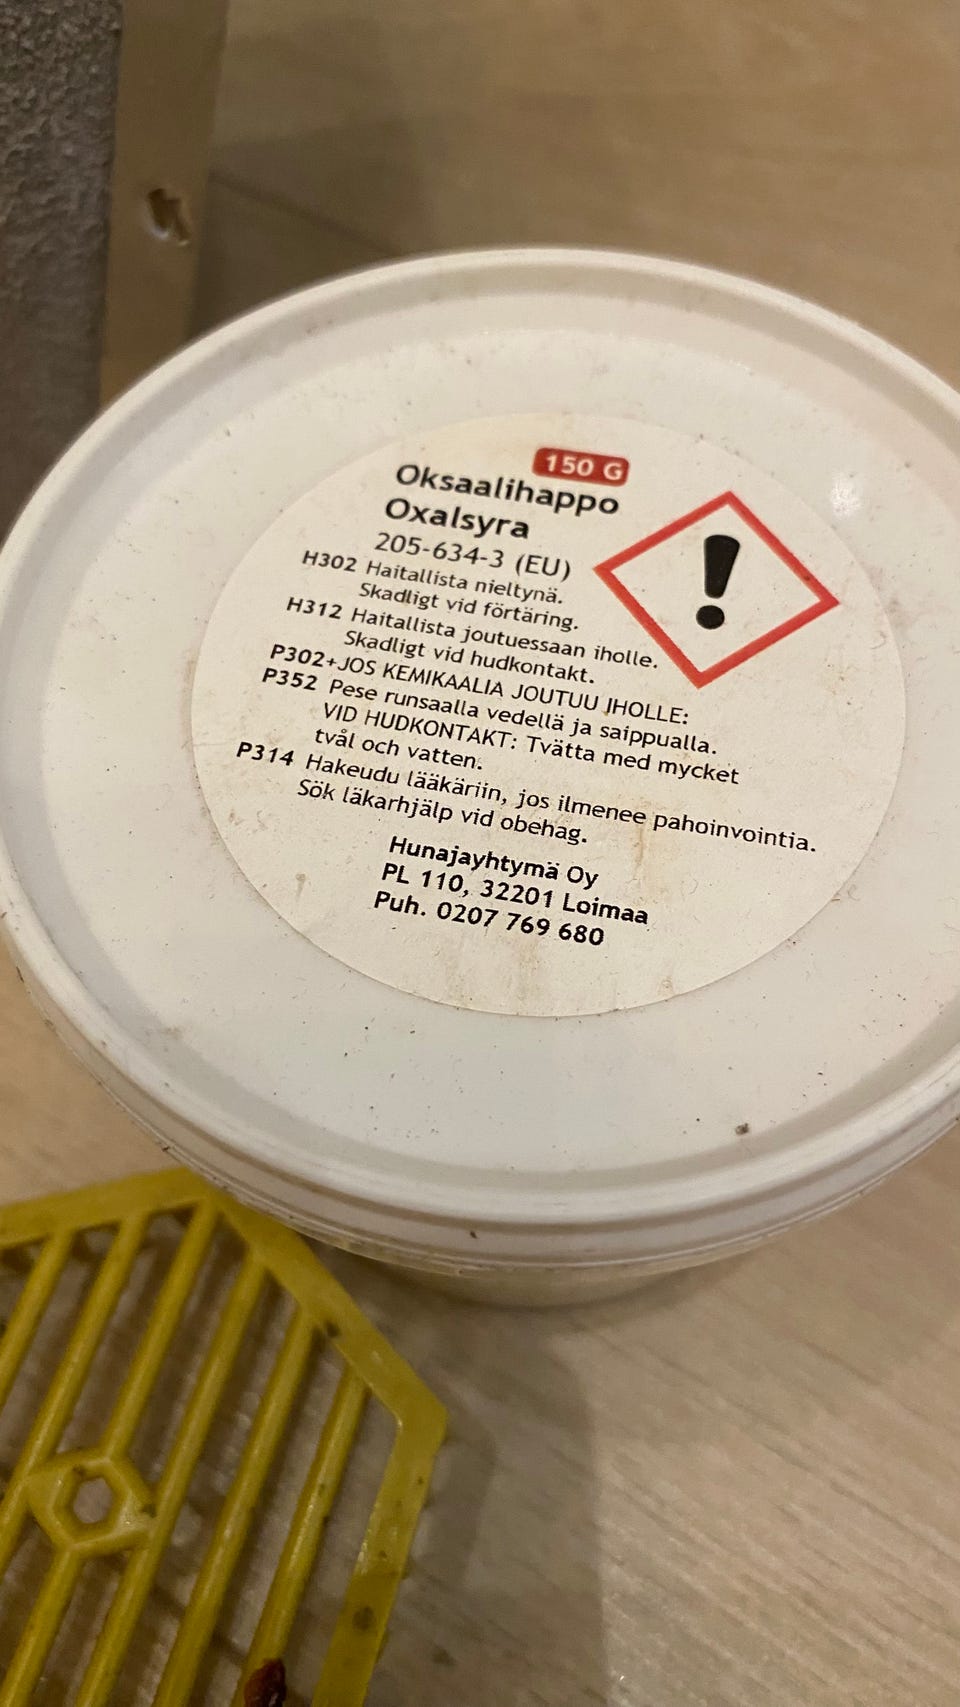 150 G
Oksaalihappo
Oxalsyra
205-634-3 (EU)
H302 Haitallista nieltynä.
Skadligt vid förtäring.
H312 Haitallista joutuessaan iholle.
Skadligt vid hudkontakt.
P302+JOS KEMIKAALIA JOUTUU IHOLLE:
P352 Pese runsaalla vedellä ja saippualla.
VID HUDKONTAKT: Tvätta med mycket
tvål och vatten.
P314 Hakeudu lääkäriin, jos ilmenee pahoinvointia.
Sök läkarhjälp vid obehag.
Hunajayhtymä Oy
PL 110, 32201 Loimaa
Puh. 0207 769 680